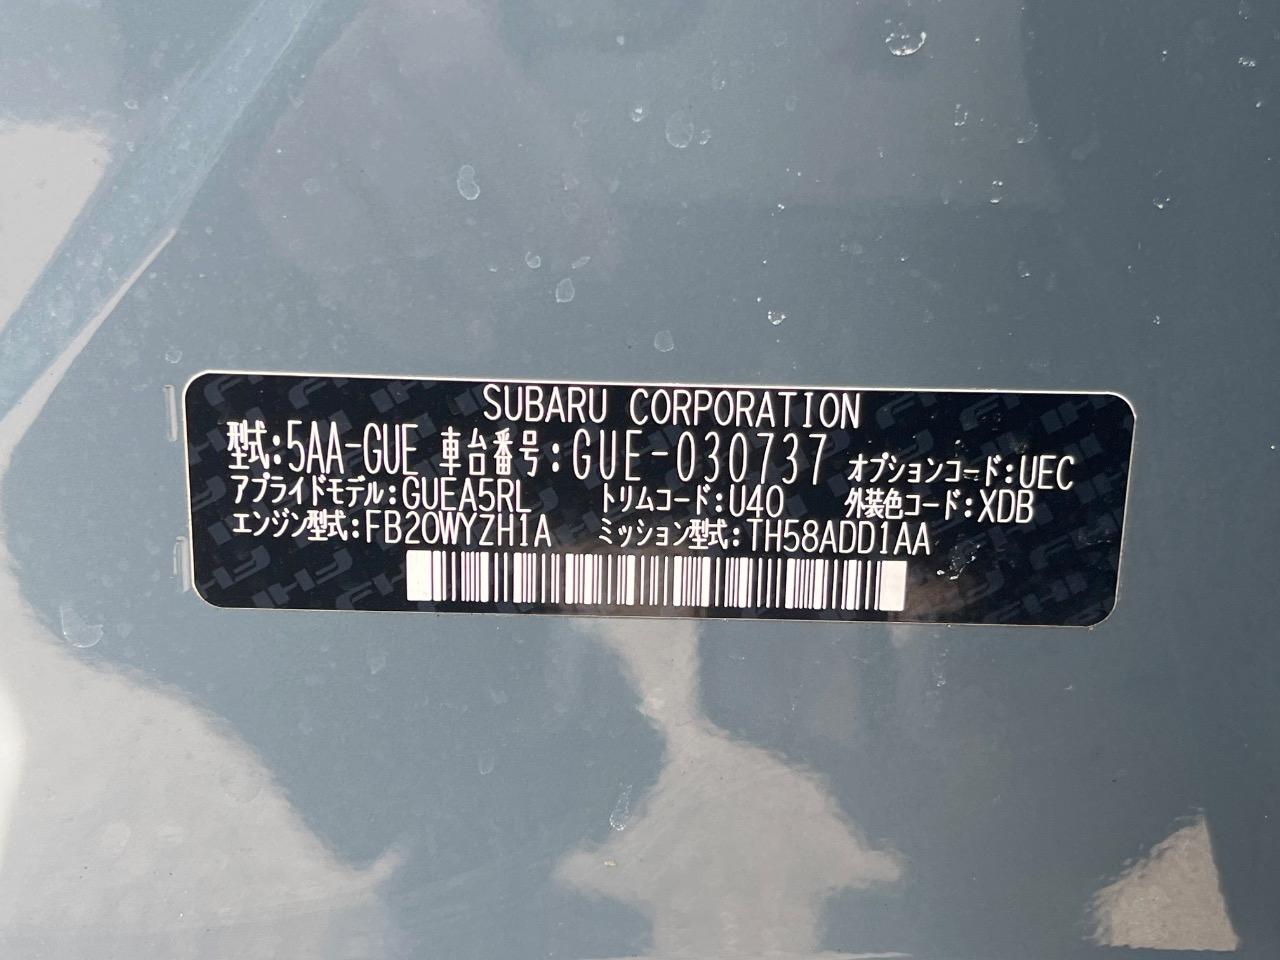 SUBARU CORPORATION
型式:5AA-GUE 車台番号:GUE-030737 オプションコード:UEC
アプライドモデル:GUEA5RL トリムコード:U40 外装色コード:XDB
エンジン型式:FB20WYZH1A ミッション型式:TH58ADD1AA